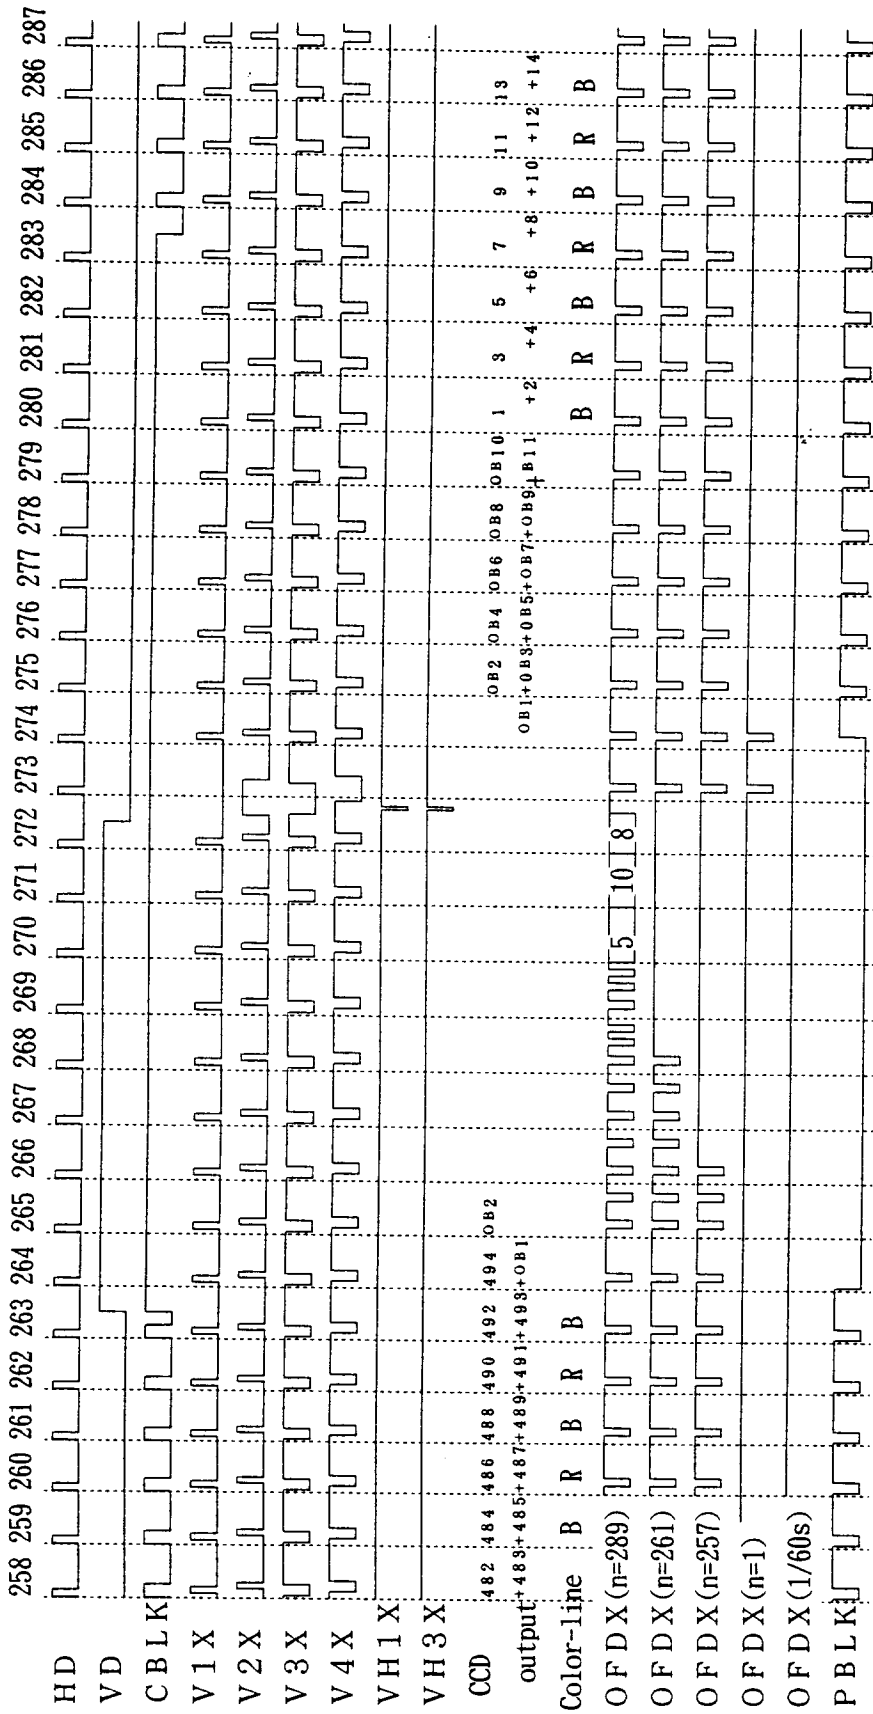 258 259 260 261 262 263 264 265 266 267 268 269 270 271 272 273 274 275 276 277 278 279 280 281 282 283 284 285 286 287
HD
VD
CBLK
V1X
V2X
V3X
V4X
VH1X
VH3X
CCD 482 484 486 488 490 492 494 OB2 OB2 OB4 OB6 OB8 OB10 1 3 5 7 9 11 13
output +483+485+487+489+491+493+OB1 OB1+OB3+OB5+OB7+OB9+B11 +2 +4 +6 +8 +10 +12 +14
Color-line B R B R B B R B R B R B
OFDX(n=289) 5 10 8
OFDX(n=261)
OFDX(n=257)
OFDX(n=1)
OFDX(1/60s)
PBLK